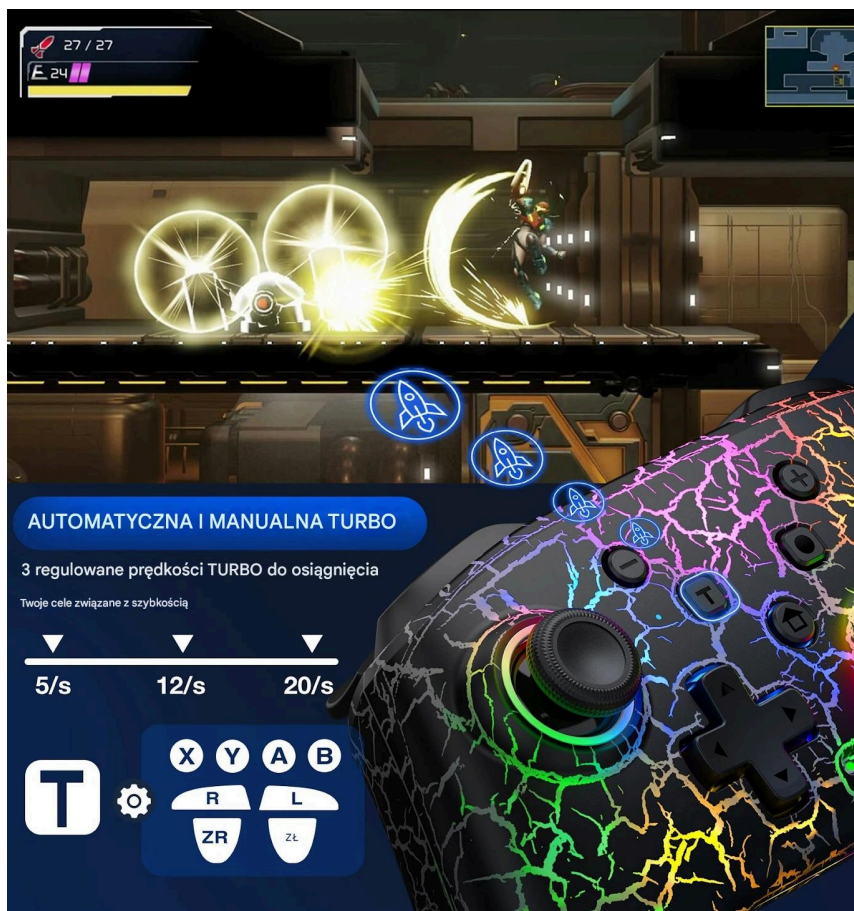 27 / 27
E 24
AUTOMATYCZNA I MANUALNA TURBO
3 regulowane prędkości TURBO do osiągnięcia
Twoje cele związane z szybkością
5/s 12/s 20/s
T X Y A B
R L
ZR ZŁ
T